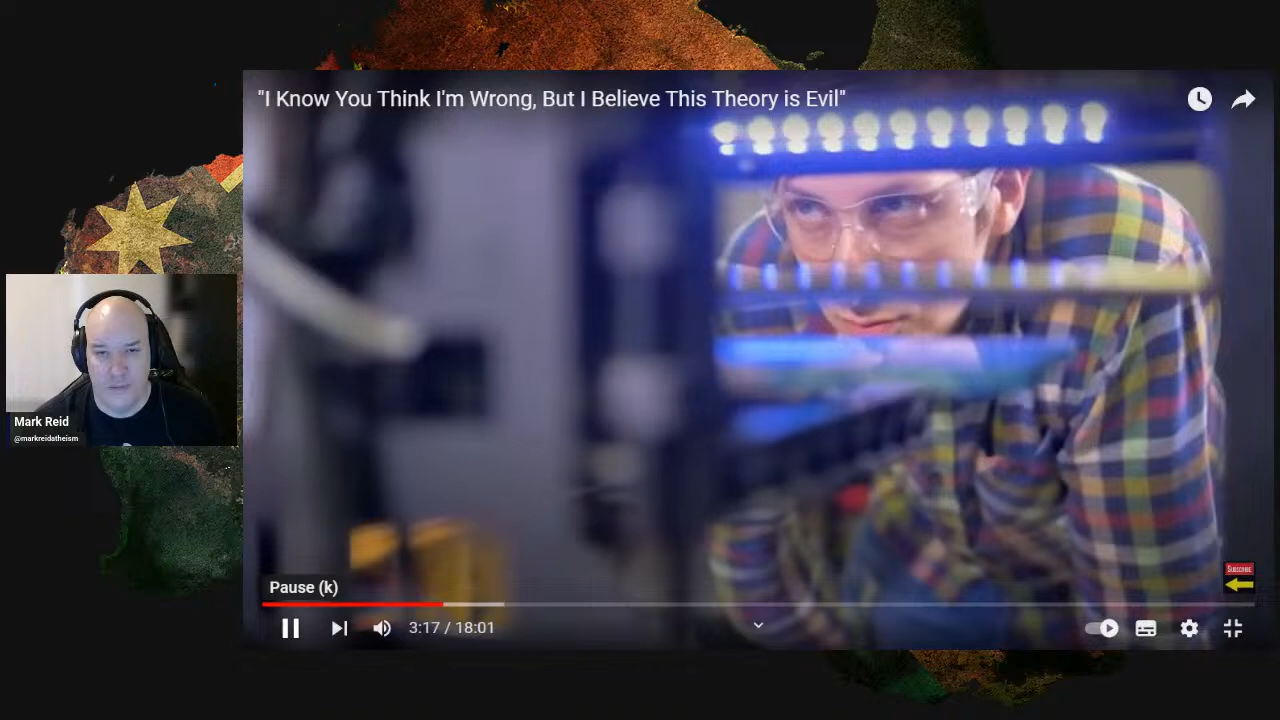 "I Know You Think I'm Wrong, But I Believe This Theory is Evil"
Mark Reid
@markreidatheism
Pause (k)
SUBSCRIBE
3:17 / 18:01